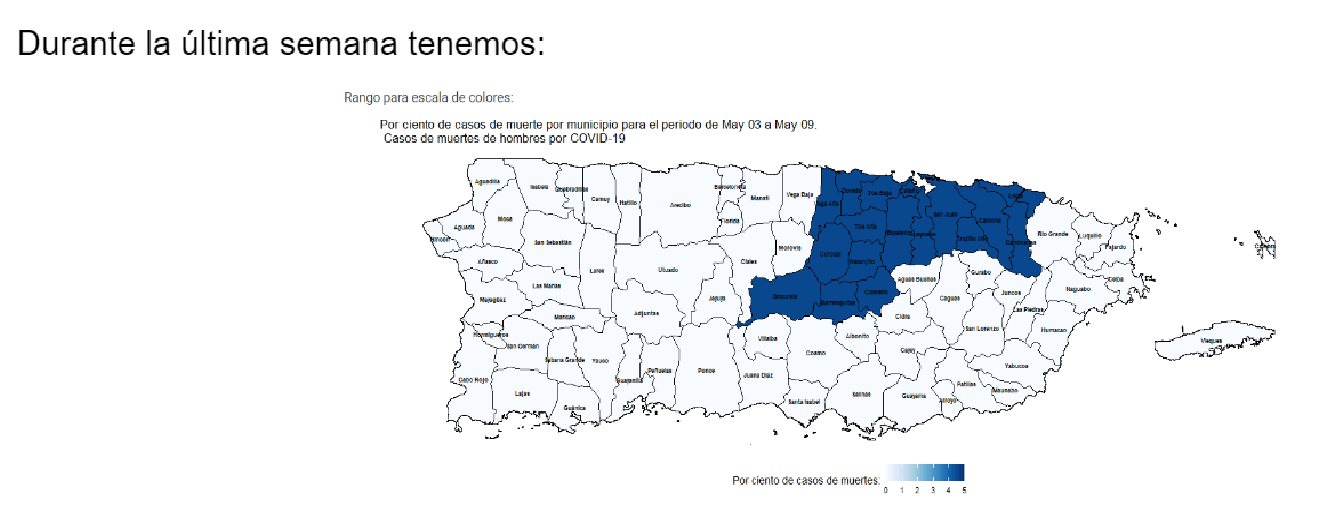 Durante la última semana tenemos:
Rango para escala de colores:
Por ciento de casos de muerte por municipio para el periodo de May 03 a May 09.
Casos de muertes de hombres por COVID-19
Aguadilla
Isabela
Quebradillas
Camuy
Hatillo
Arecibo
Barceloneta
Manatí
Vega Baja
Vega Alta
Dorado
Toa Baja
Cataño
San Juan
Carolina
Loíza
Aguada
Moca
Rincón
San Sebastián
Florida
Morovis
Toa Alta
Bayamón
Guaynabo
Trujillo Alto
Canóvanas
Río Grande
Luquillo
Fajardo
Culebra
Añasco
Lares
Utuado
Ciales
Corozal
Naranjito
Las Marías
Aguas Buenas
Gurabo
Ceiba
Mayagüez
Jayuya
Orocovis
Barranquitas
Comerío
Caguas
Juncos
Naguabo
Maricao
Adjuntas
Cidra
Las Piedras
Hormigueros
San Germán
Villalba
Aibonito
San Lorenzo
Humacao
Vieques
Sabana Grande
Yauco
Coamo
Cayey
Cabo Rojo
Guayanilla
Peñuelas
Ponce
Juana Díaz
Yabucoa
Lajas
Guánica
Santa Isabel
Salinas
Guayama
Arroyo
Patillas
Maunabo
Por ciento de casos de muertes:
0 1 2 3 4 5